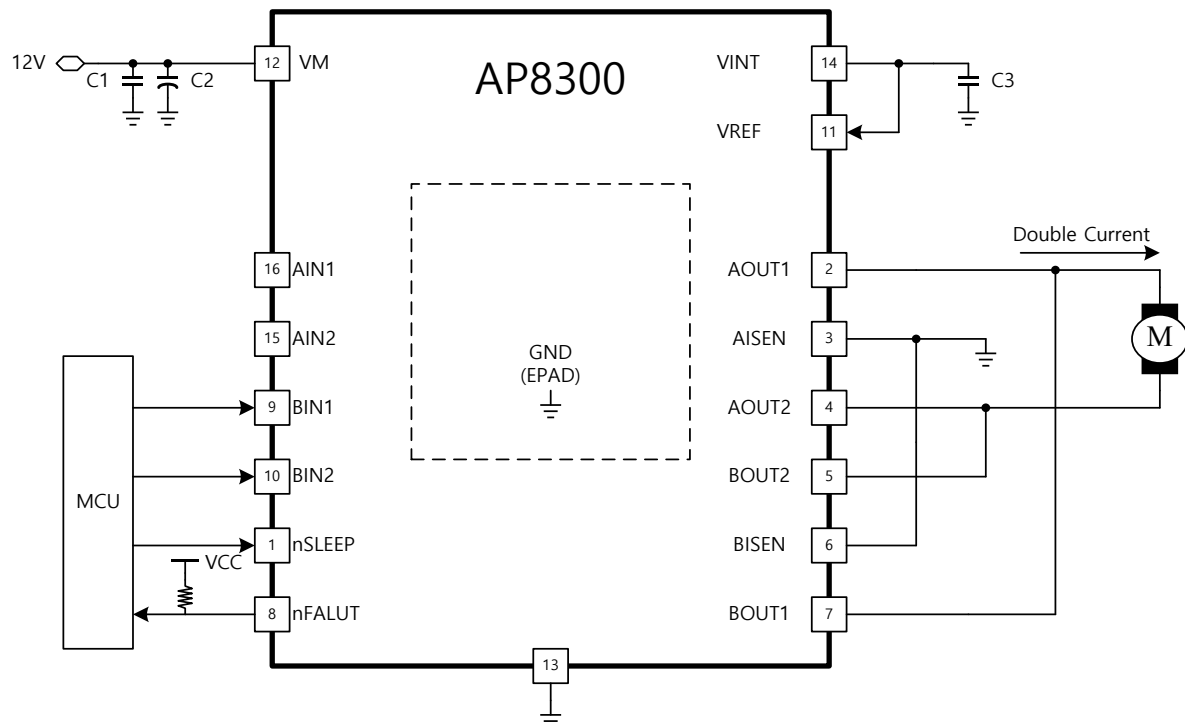 12V
C1
C2
12
VM
AP8300
VINT
14
C3
VREF
11
Double Current
16
AIN1
AOUT1
2
15
AIN2
AISEN
3
M
GND
(EPAD)
9
BIN1
AOUT2
4
MCU
10
BIN2
BOUT2
5
1
nSLEEP
BISEN
6
VCC
8
nFALUT
BOUT1
7
13